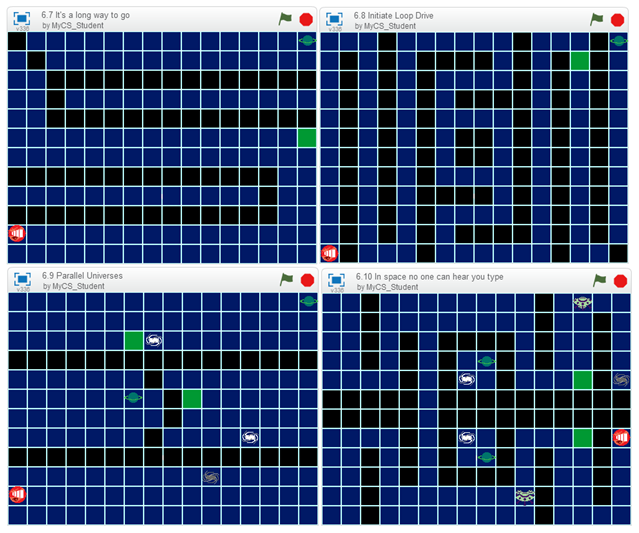 6.7 It's a long way to go
by MyCS_Student
v336
6.8 Initiate Loop Drive
by MyCS_Student
v336
6.9 Parallel Universes
by MyCS_Student
v336
6.10 In space no one can hear you type
by MyCS_Student
v336